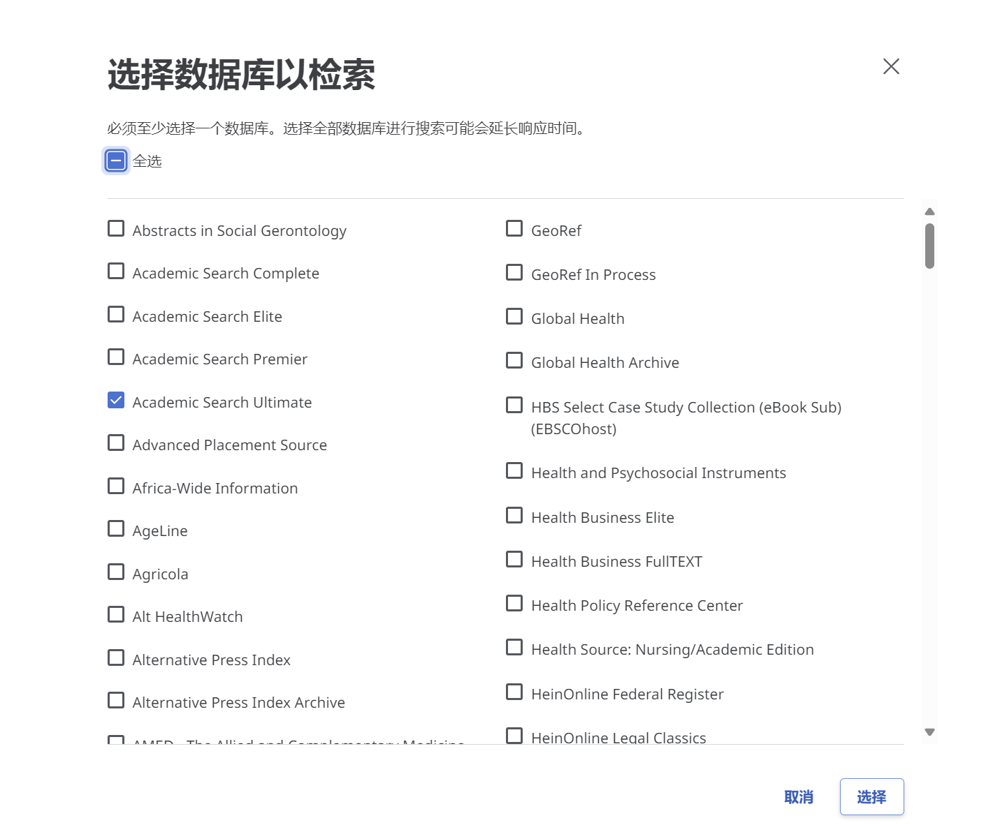 选择数据库以检索
必须至少选择一个数据库。选择全部数据库进行搜索可能会延长响应时间。
全选
Abstracts in Social Gerontology
Academic Search Complete
Academic Search Elite
Academic Search Premier
Academic Search Ultimate
Advanced Placement Source
Africa-Wide Information
AgeLine
Agricola
Alt HealthWatch
Alternative Press Index
Alternative Press Index Archive
AMED - The Allied and Complementary Medicine
GeoRef
GeoRef In Process
Global Health
Global Health Archive
HBS Select Case Study Collection (eBook Sub)
(EBSCOhost)
Health and Psychosocial Instruments
Health Business Elite
Health Business FullTEXT
Health Policy Reference Center
Health Source: Nursing/Academic Edition
HeinOnline Federal Register
HeinOnline Legal Classics
取消
选择